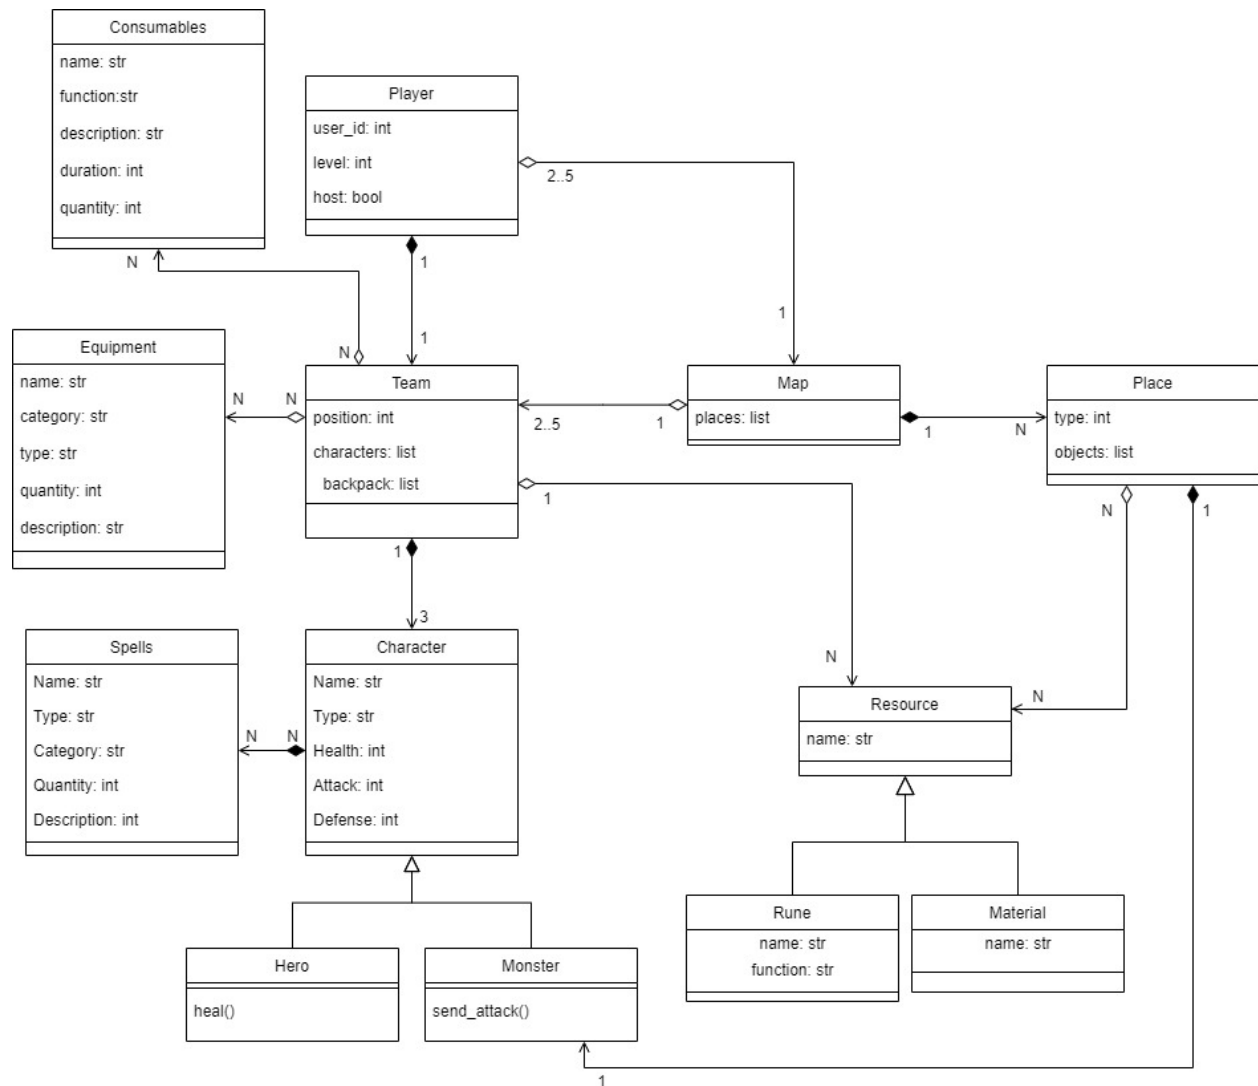 Consumables
name: str
function:str
description: str
duration: int
quantity: int
Player
user_id: int
level: int
host: bool
2..5
N
1
1
N
1
Equipment
name: str
category: str
type: str
quantity: int
description: str
N
N
Team
position: int
characters: list
backpack: list
2..5
1
Map
places: list
1
N
Place
type: int
objects: list
1
N
1
1
3
N
N
Spells
Name: str
Type: str
Category: str
Quantity: int
Description: int
N
N
Character
Name: str
Type: str
Health: int
Attack: int
Defense: int
Resource
name: str
Rune
name: str
function: str
Material
name: str
Hero
heal()
Monster
send_attack()
1